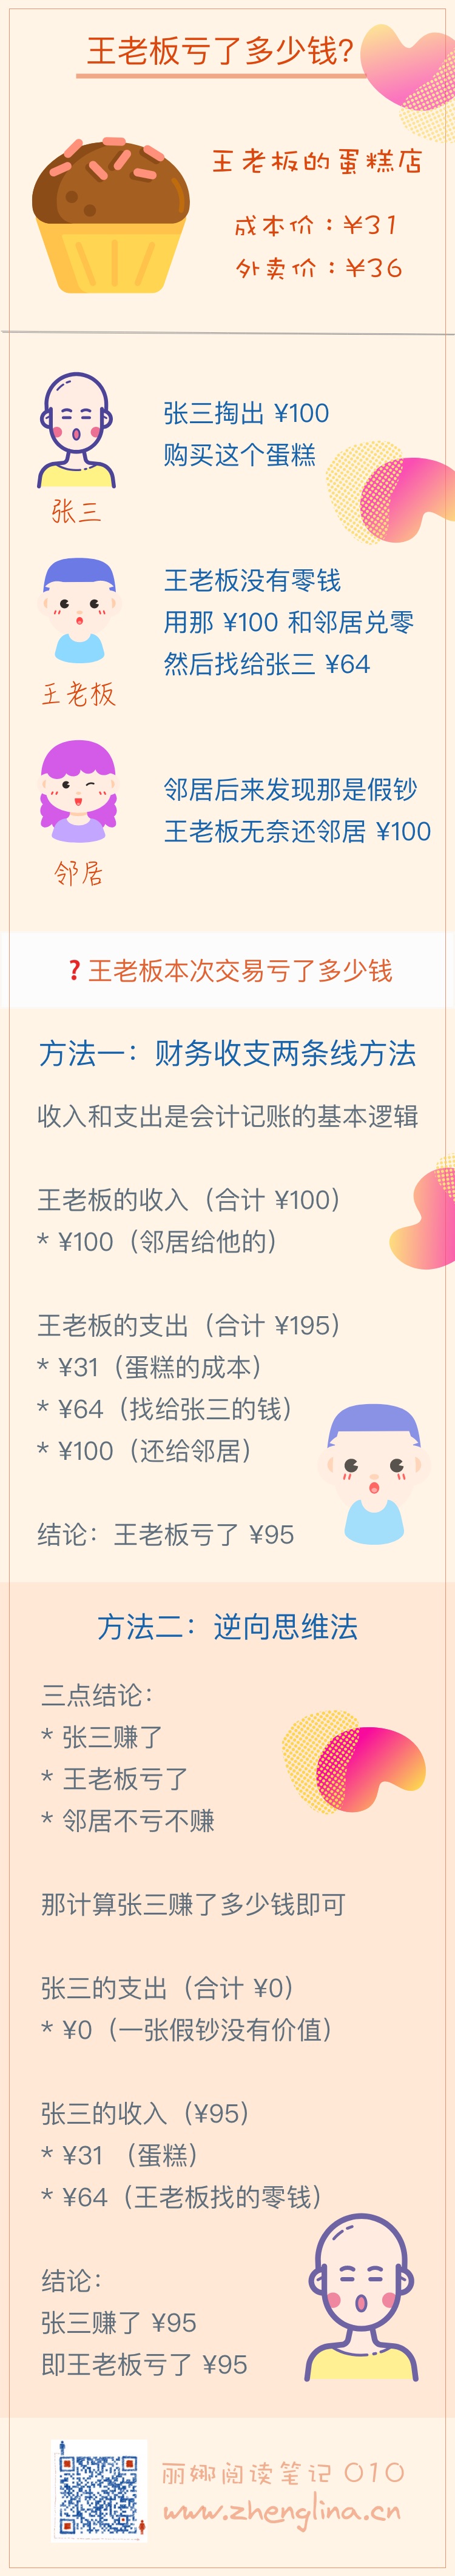 王老板亏了多少钱?
王老板的蛋糕店
成本价：¥31
外卖价：¥36
张三掏出 ¥100
购买这个蛋糕
张三
王老板没有零钱
用那 ¥100 和邻居兑零
然后找给张三 ¥64
王老板
邻居后来发现那是假钞
王老板无奈还邻居 ¥100
邻居
❓王老板本次交易亏了多少钱
方法一：财务收支两条线方法
收入和支出是会计记账的基本逻辑
王老板的收入（合计 ¥100）
* ¥100（邻居给他的）
王老板的支出（合计 ¥195）
* ¥31（蛋糕的成本）
* ¥64（找给张三的钱）
* ¥100（还给邻居）
结论：王老板亏了 ¥95
方法二：逆向思维法
三点结论：
* 张三赚了
* 王老板亏了
* 邻居不亏不赚
那计算张三赚了多少钱即可
张三的支出（合计 ¥0）
* ¥0（一张假钞没有价值）
张三的收入（¥95）
* ¥31 （蛋糕）
* ¥64（王老板找的零钱）
结论：
张三赚了 ¥95
即王老板亏了 ¥95
丽娜阅读笔记 010
www.zhenglina.cn